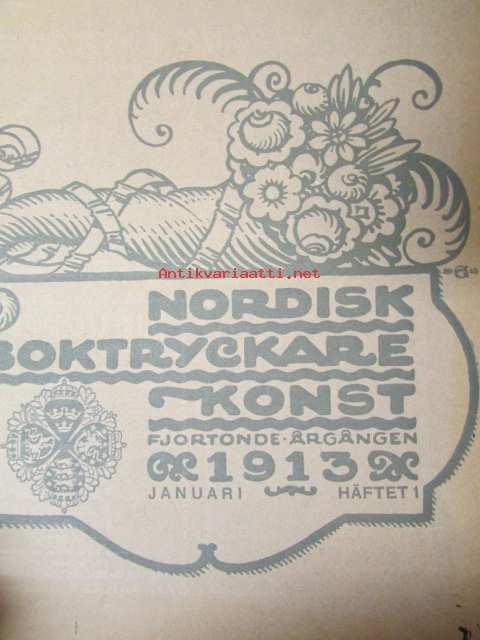 Antikvariaatti.net
NORDISK
BOKTRYCKARE
KONST
FJORTONDE·ÅRGÅNGEN
1913
JANUARI HÄFTET 1